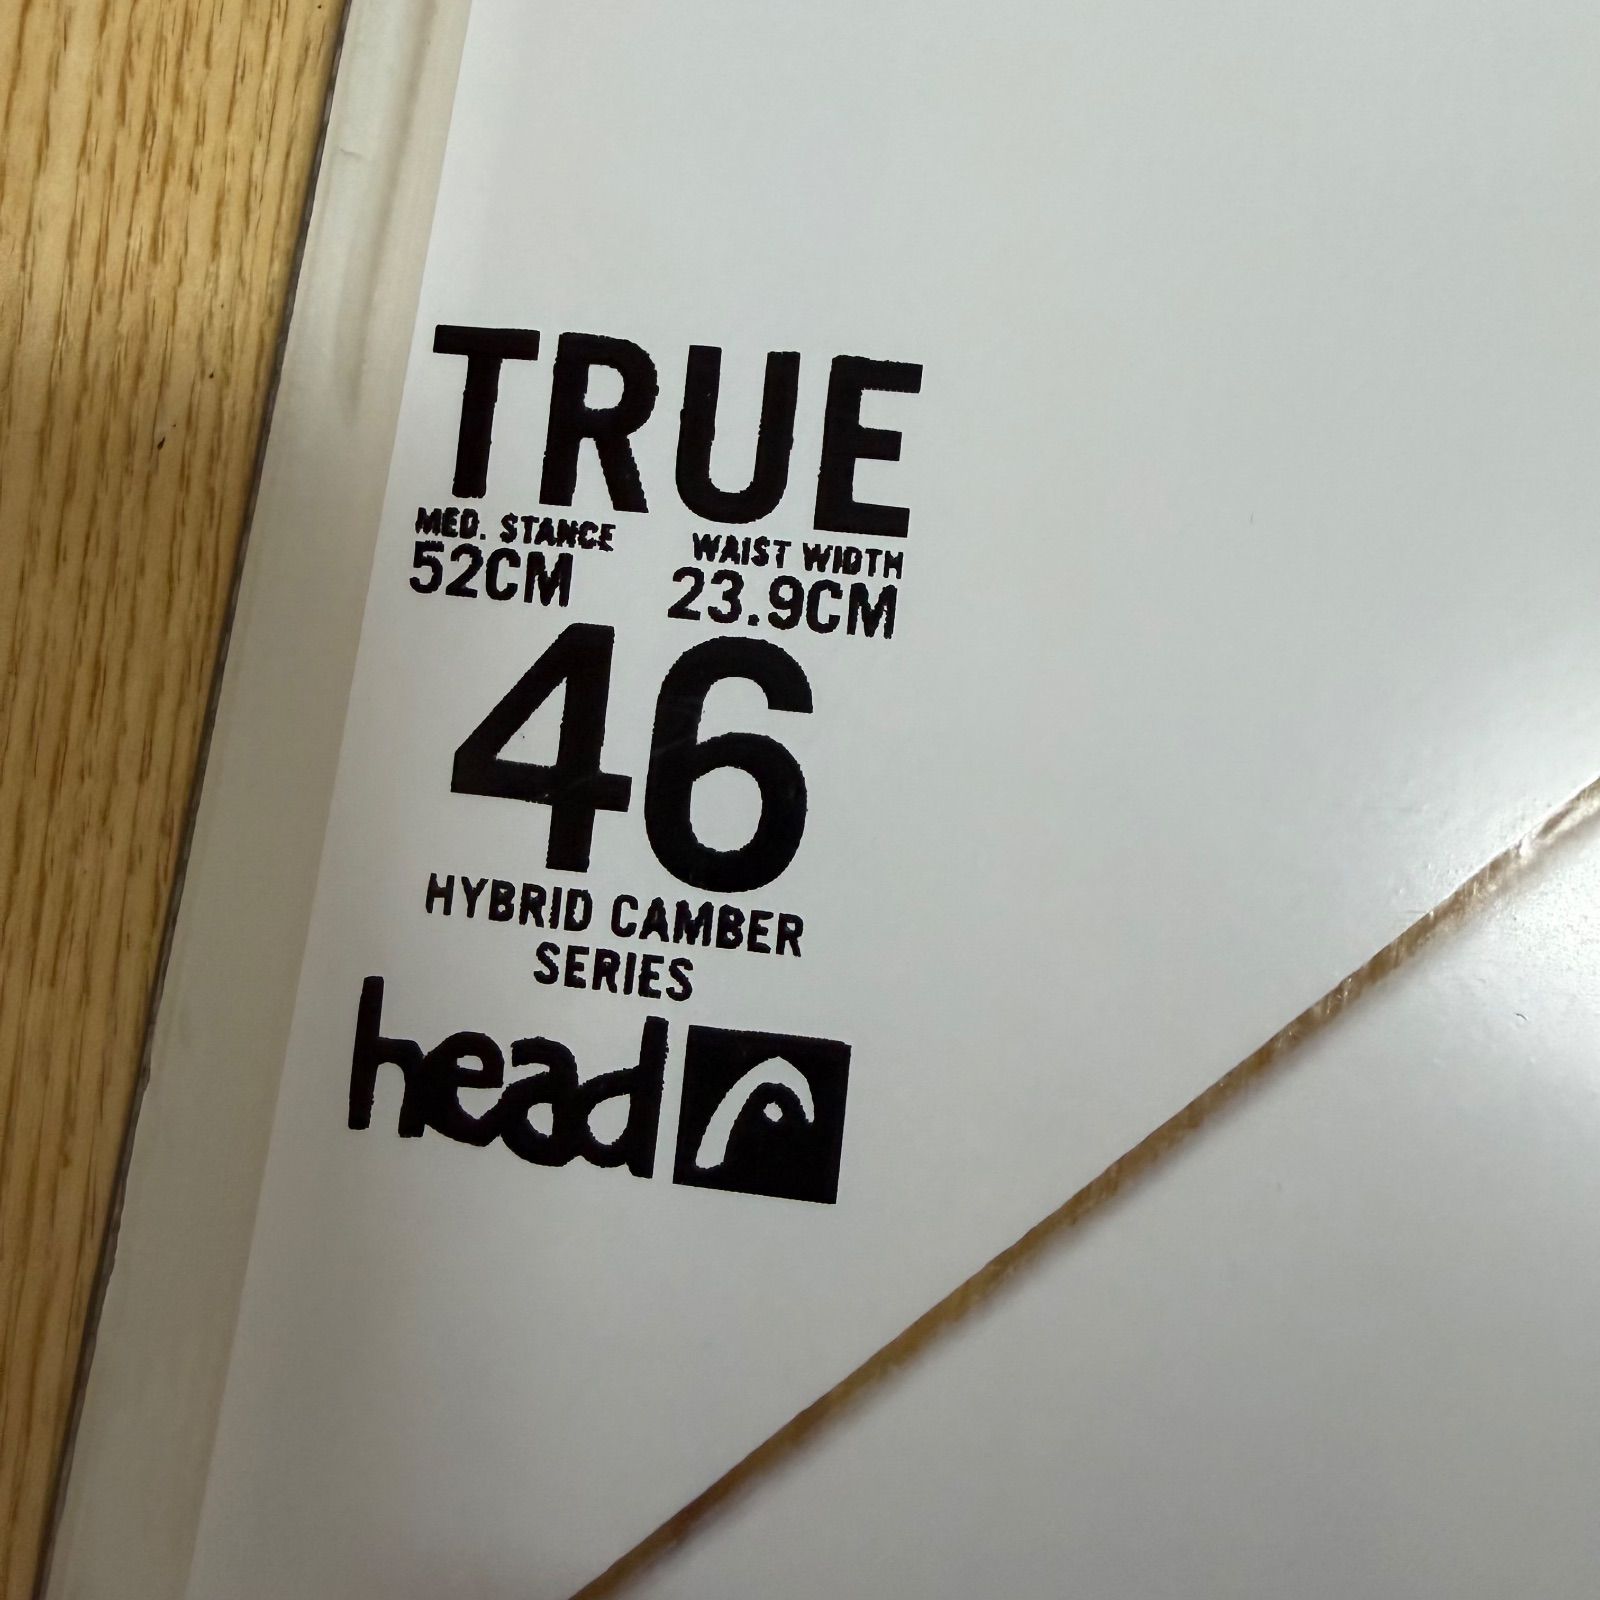 TRUE
MED. STANCE WAIST WIDTH
52CM 23.9CM
46
HYBRID CAMBER
SERIES
head